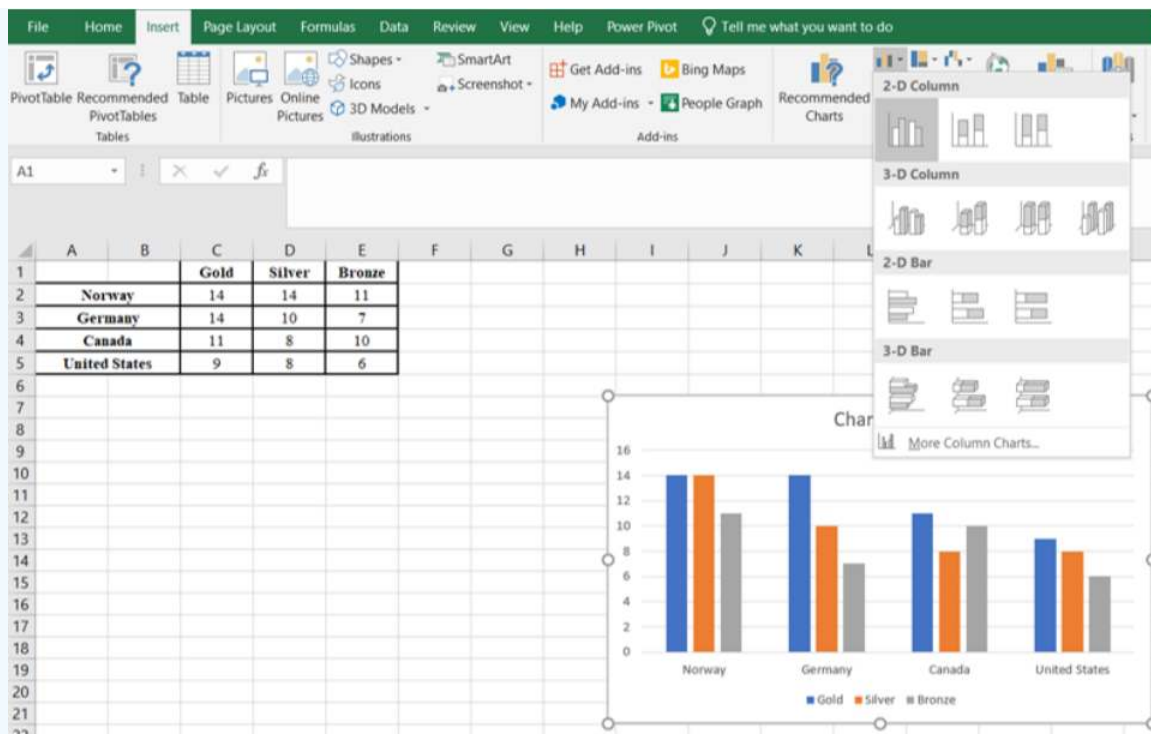 File Home Insert Page Layout Formulas Data Review View Help Power Pivot Tell me what you want to do
PivotTable Recommended PivotTables Table
Tables
Pictures Online Pictures
Shapes
Icons
3D Models
SmartArt
Screenshot
Illustrations
Get Add-ins Bing Maps
My Add-ins People Graph
Add-ins
Recommended Charts
2-D Column
3-D Column
2-D Bar
3-D Bar
More Column Charts...
A1 fx
A B C D E F G H I J K L
1 Gold Silver Bronze
2 Norway 14 14 11
3 Germany 14 10 7
4 Canada 11 8 10
5 United States 9 8 6
6
7
8
9
10
11
12
13
14
15
16
17
18
19
20
21
Char
16
14
12
10
8
6
4
2
0
Norway Germany Canada United States
Gold Silver Bronze